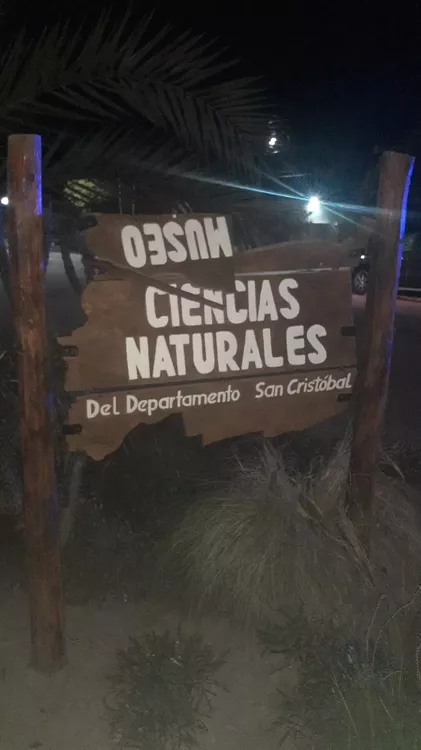 MUSEO
CIENCIAS
NATURALES
Del Departamento San Cristóbal